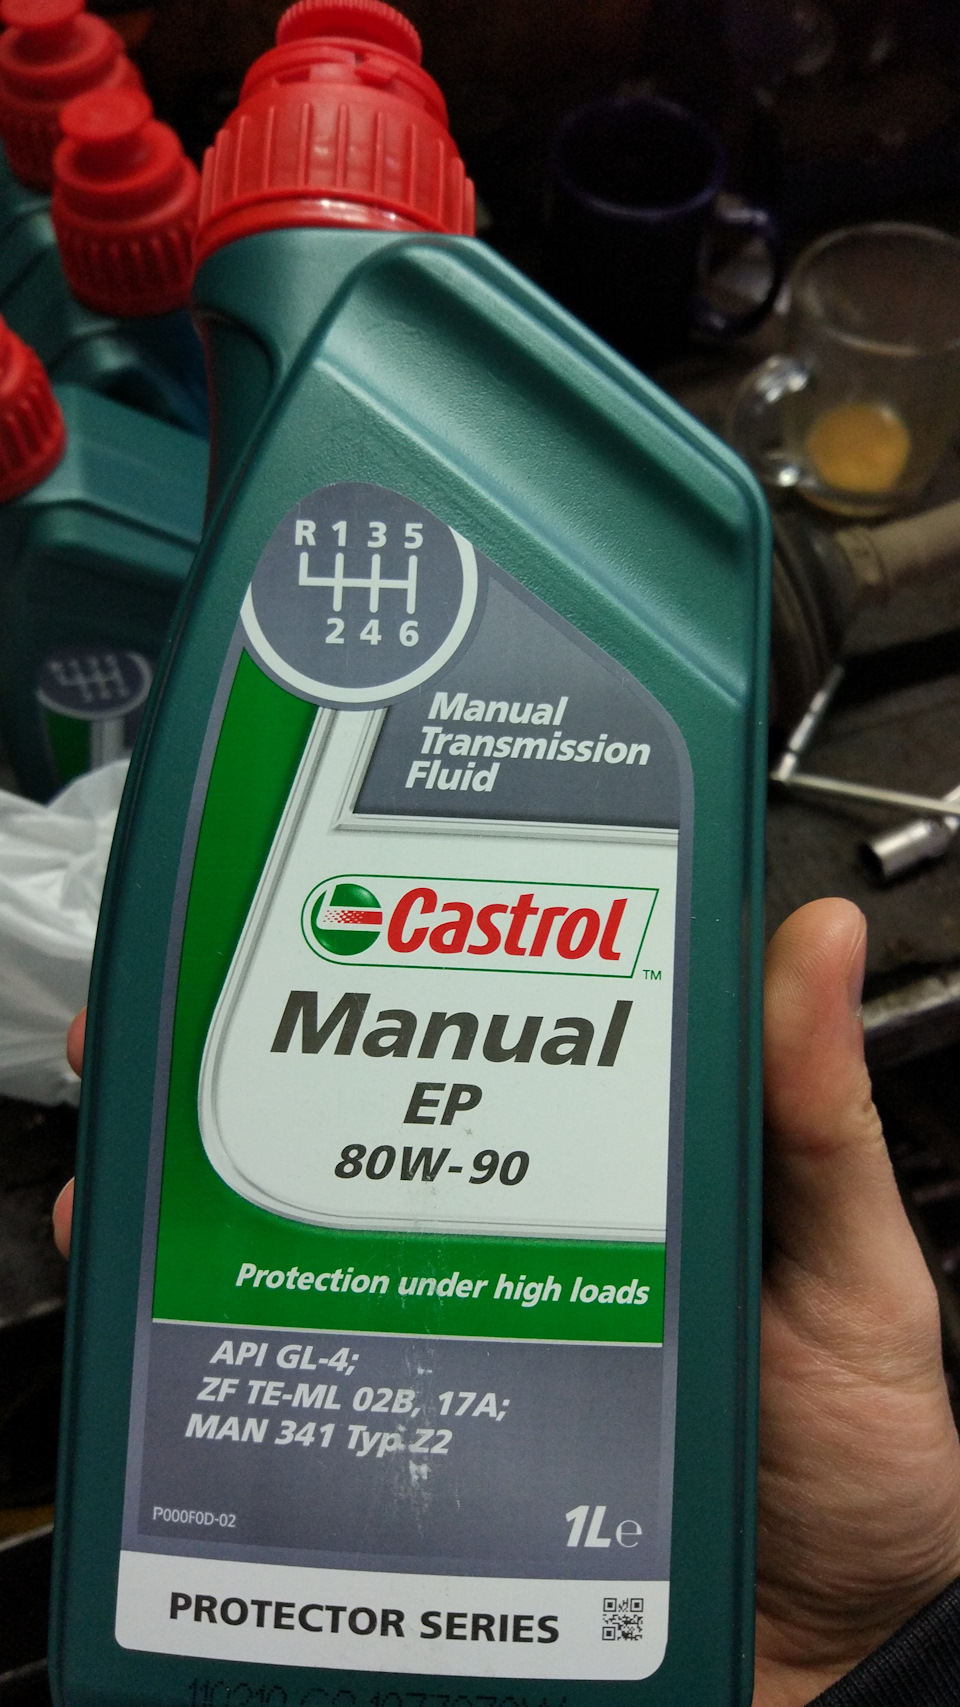 R 1 3 5
2 4 6
Manual
Transmission
Fluid
Castrol TM
Manual
EP
80W-90
Protection under high loads
API GL-4;
ZF TE-ML 02B, 17A;
MAN 341 Typ Z2
P000F0D-02
1L℮
PROTECTOR SERIES